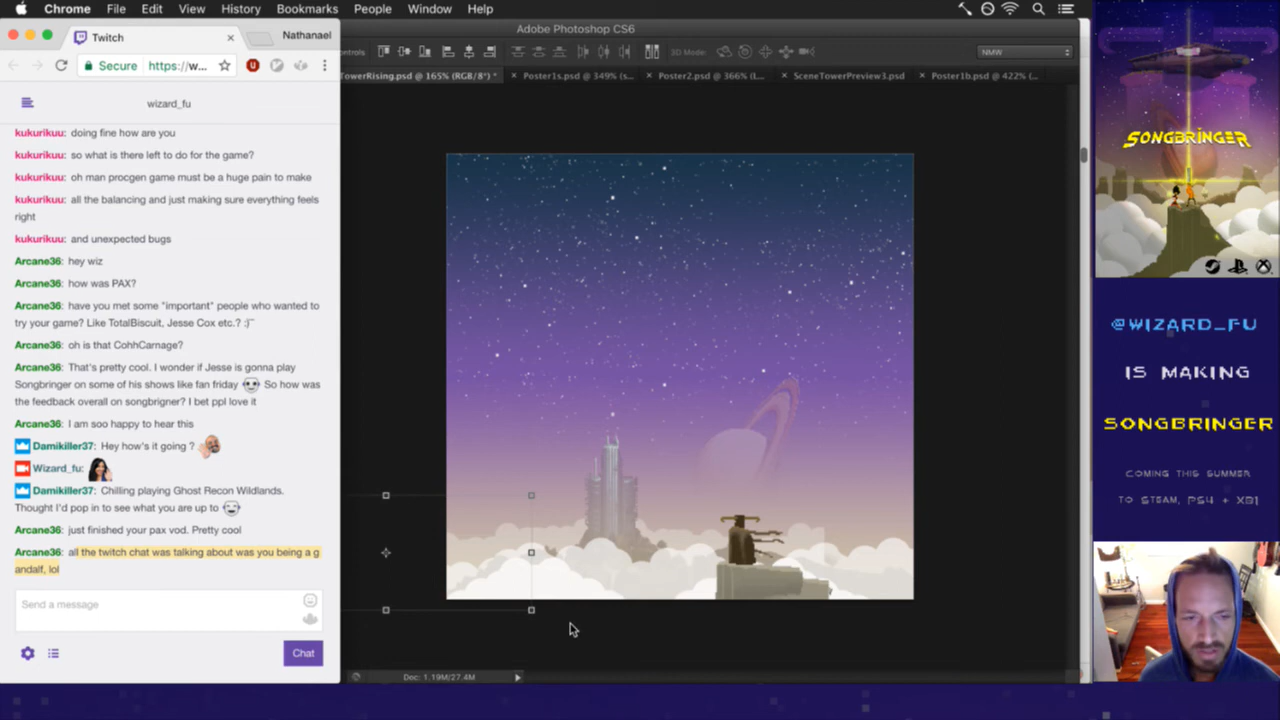 Chrome File Edit View History Bookmarks People Window Help
Adobe Photoshop CS6
Twitch
Nathanael
Secure https://w...
ontrols
3D Mode:
NMW
TowerRising.psd @ 165% (RGB/8*) *
Poster1s.psd @ 349% (s...
Poster2.psd @ 366% (L...
SceneTowerPreview3.psd
Poster1b.psd @ 422% (...
wizard_fu
kukurikuu: doing fine how are you
kukurikuu: so what is there left to do for the game?
kukurikuu: oh man procgen game must be a huge pain to make
kukurikuu: all the balancing and just making sure everything feels
right
kukurikuu: and unexpected bugs
Arcane36: hey wiz
Arcane36: how was PAX?
Arcane36: have you met some "important" people who wanted to
try your game? Like TotalBiscuit, Jesse Cox etc.? :)¯
Arcane36: oh is that CohhCarnage?
Arcane36: That's pretty cool. I wonder if Jesse is gonna play
Songbringer on some of his shows like fan friday So how was
the feedback overall on songbrigner? I bet ppl love it
Arcane36: I am soo happy to hear this
Damikiller37: Hey how's it going ?
Wizard_fu:
Damikiller37: Chilling playing Ghost Recon Wildlands.
Thought I'd pop in to see what you are up to
Arcane36: just finished your pax vod. Pretty cool
Arcane36: all the twitch chat was talking about was you being a g
andalf, lol
Send a message
Chat
Doc: 1.19M/27.4M
SONGBRINGER
@WIZARD_FU
IS MAKING
SONGBRINGER
COMING THIS SUMMER
TO STEAM, PS4 + XB1